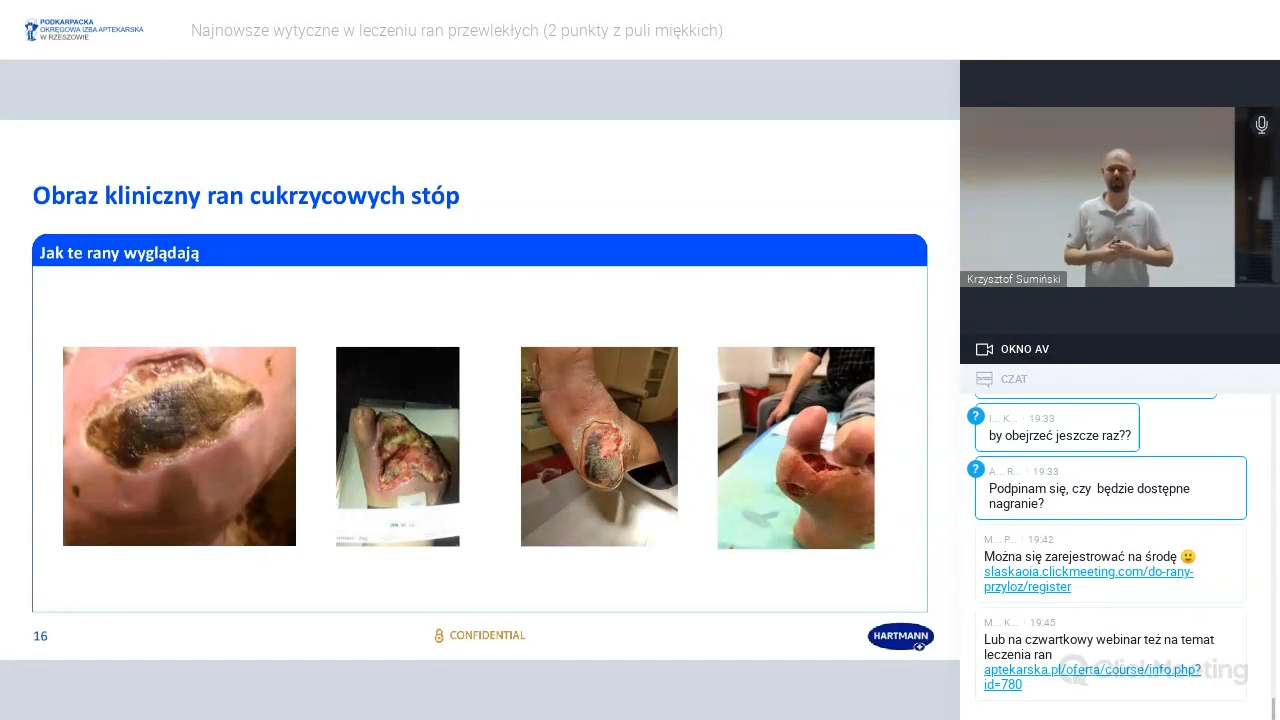 PODKARPACKA
OKRĘGOWA IZBA APTEKARSKA
W RZESZOWIE
Najnowsze wytyczne w leczeniu ran przewlekłych (2 punkty z puli miękkich)
Obraz kliniczny ran cukrzycowych stóp
Jak te rany wyglądają
16
CONFIDENTIAL
HARTMANN
Krzysztof Sumiński
OKNO AV
CZAT
I... K... 19:33
by obejrzeć jeszcze raz??
A... R... 19:33
Podpinam się, czy będzie dostępne
nagranie?
M... P... 19:42
Można się zarejestrować na środę 🙂
slaskaoia.clickmeeting.com/do-rany-
przyloz/register
M... K... 19:45
Lub na czwartkowy webinar też na temat
leczenia ran
aptekarska.pl/oferta/course/info.php?
id=780
ClickMeeting